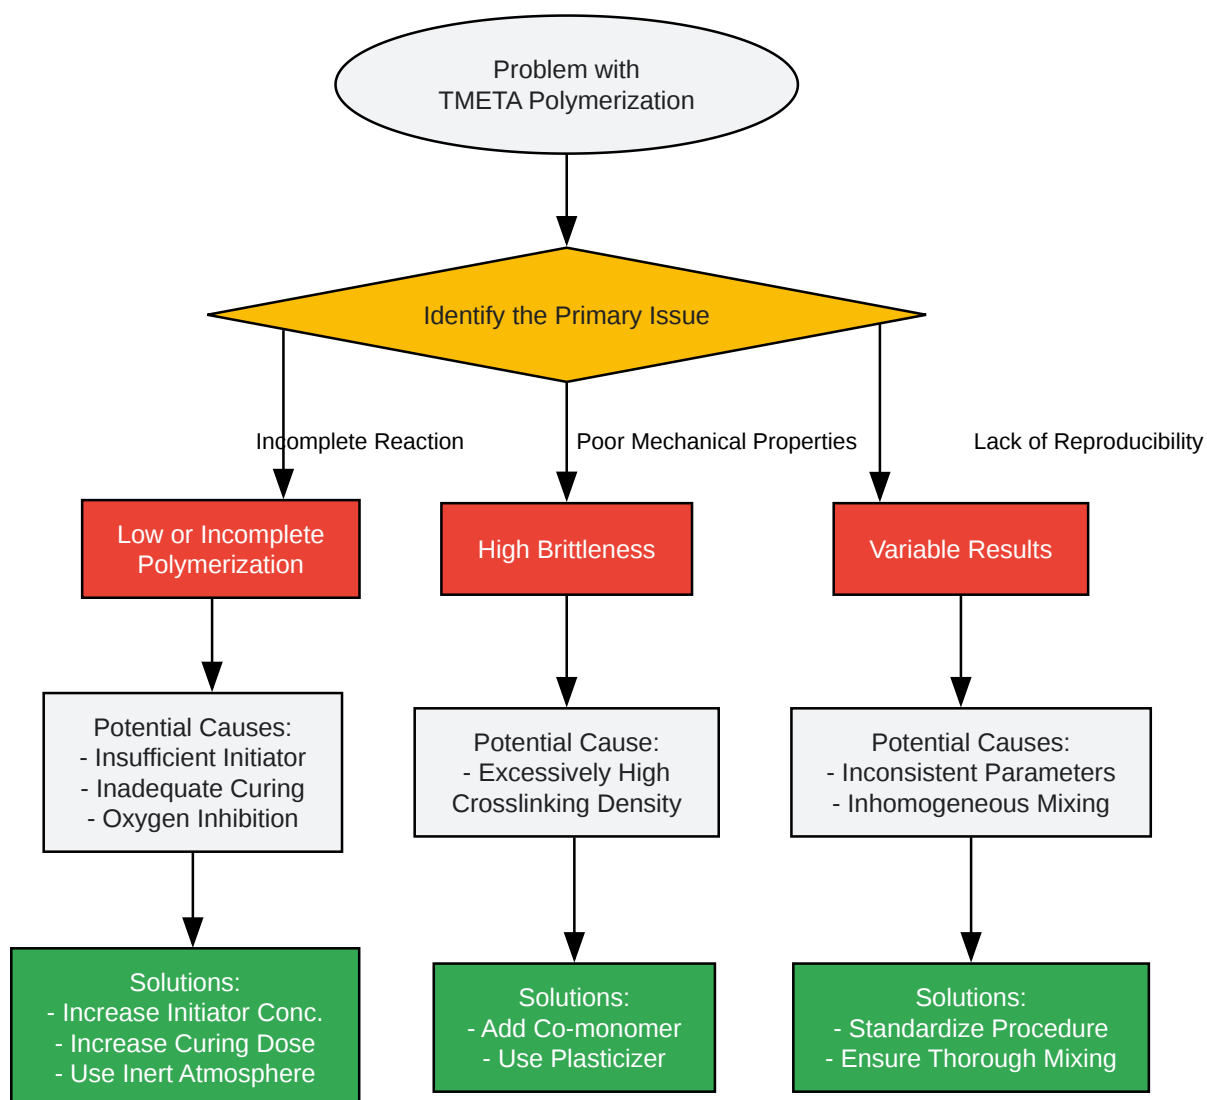 Problem with
TMETA Polymerization
Identify the Primary Issue
Incomplete Reaction
Poor Mechanical Properties
Lack of Reproducibility
Low or Incomplete
Polymerization
High Brittleness
Variable Results
Potential Causes:
- Insufficient Initiator
- Inadequate Curing
- Oxygen Inhibition
Potential Cause:
- Excessively High
Crosslinking Density
Potential Causes:
- Inconsistent Parameters
- Inhomogeneous Mixing
Solutions:
- Increase Initiator Conc.
- Increase Curing Dose
- Use Inert Atmosphere
Solutions:
- Add Co-monomer
- Use Plasticizer
Solutions:
- Standardize Procedure
- Ensure Thorough Mixing